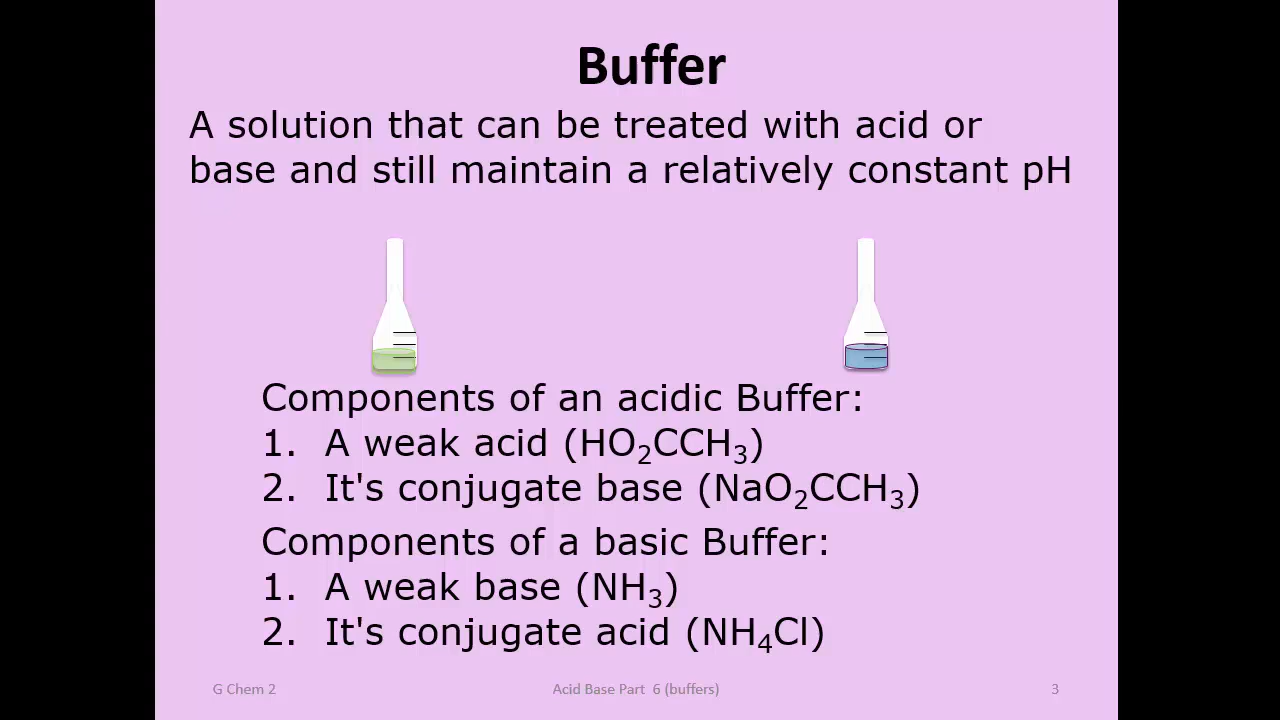 Buffer
A solution that can be treated with acid or
base and still maintain a relatively constant pH
Components of an acidic Buffer:
1. A weak acid (HO₂CCH₃)
2. It's conjugate base (NaO₂CCH₃)
Components of a basic Buffer:
1. A weak base (NH₃)
2. It's conjugate acid (NH₄Cl)
G Chem 2 Acid Base Part 6 (buffers) 3